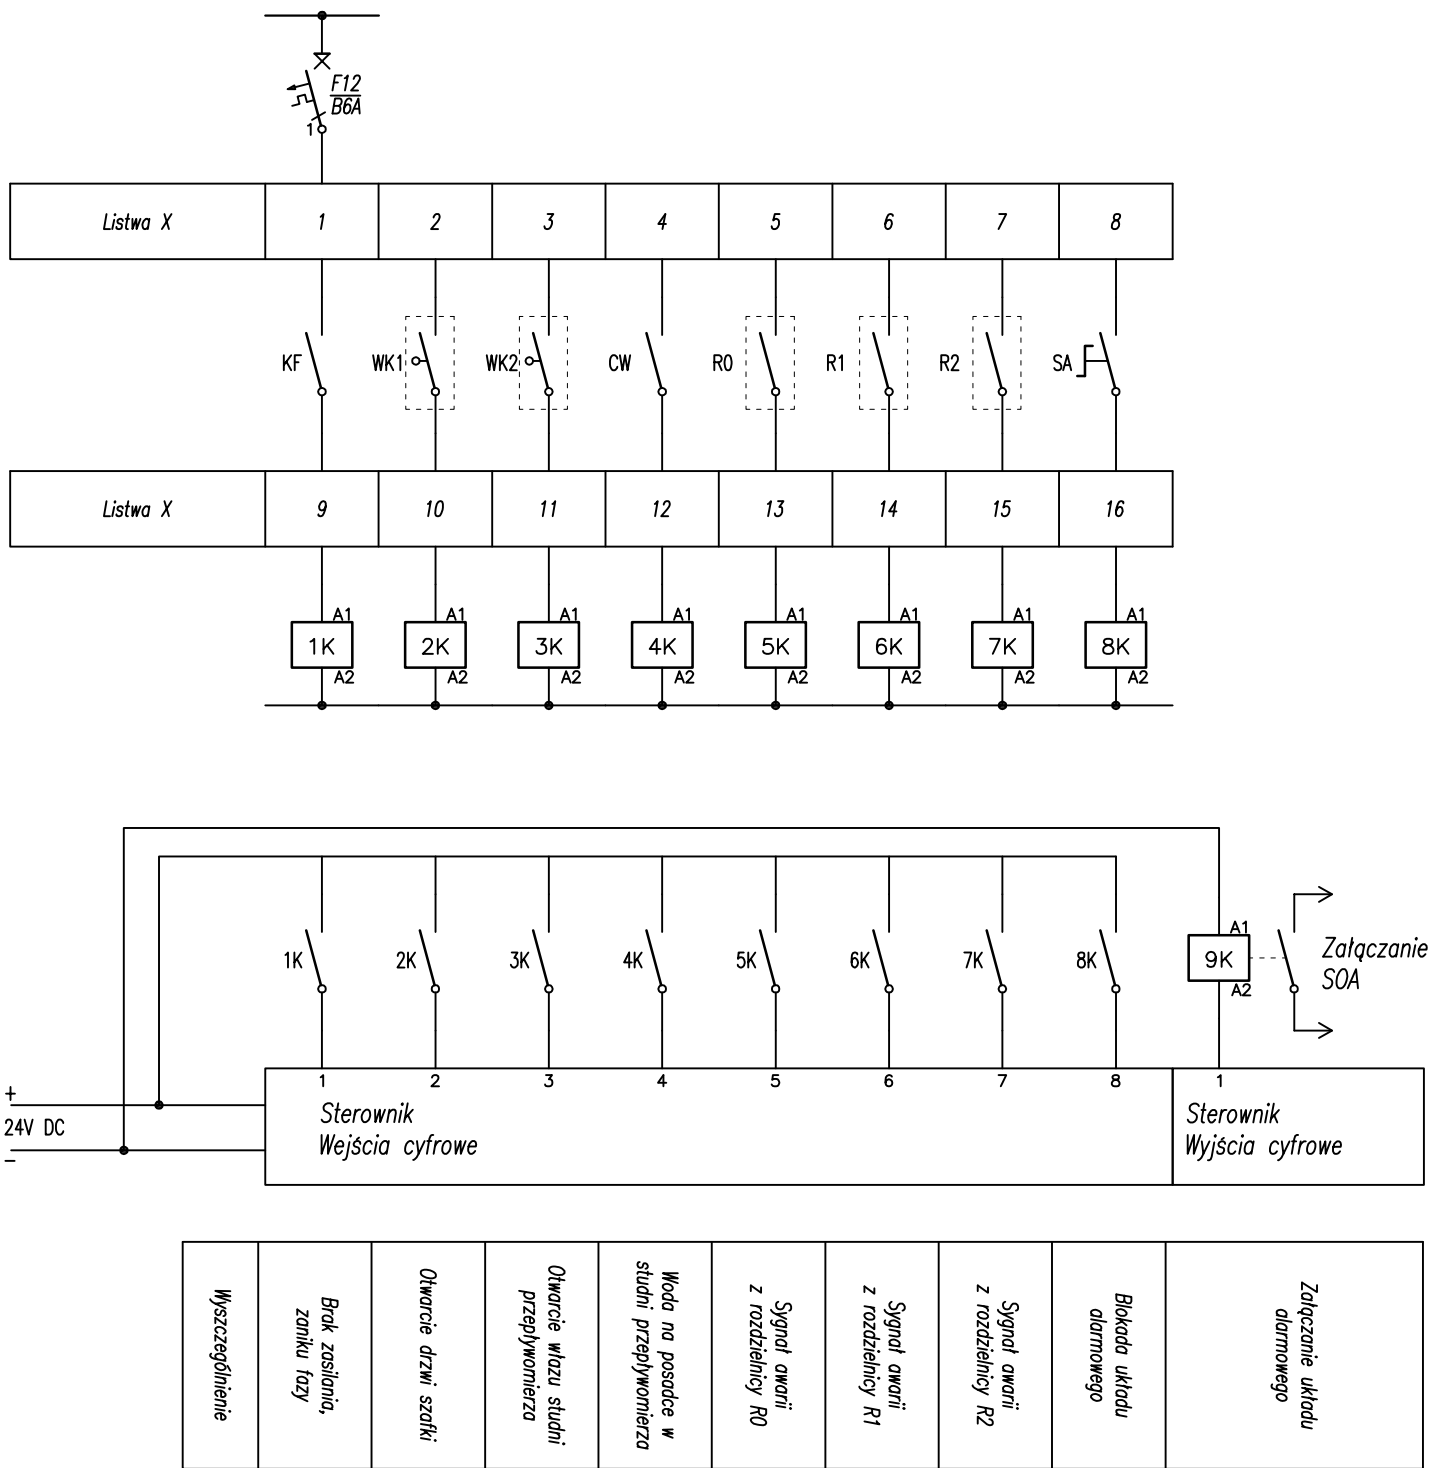 F12
B6A
1
Listwa X 1 2 3 4 5 6 7 8
KF WK1 WK2 CW R0 R1 R2 SA
Listwa X 9 10 11 12 13 14 15 16
A1 A1 A1 A1 A1 A1 A1 A1
1K 2K 3K 4K 5K 6K 7K 8K
A2 A2 A2 A2 A2 A2 A2 A2
1K 2K 3K 4K 5K 6K 7K 8K
A1
9K
A2
Załączanie
SOA
1 2 3 4 5 6 7 8 1
+
24V DC
–
Sterownik
Wejścia cyfrowe
Sterownik
Wyjścia cyfrowe
Wyszczególnienie
Brak zasilania,
zaniku fazy
Otwarcie drzwi szafki
Otwarcie włazu studni
przepływomierza
Woda na posadce w
studni przepływomierza
Sygnał awarii
z rozdzielnicy R0
Sygnał awarii
z rozdzielnicy R1
Sygnał awarii
z rozdzielnicy R2
Blokada układu
alarmowego
Załączanie układu
alarmowego